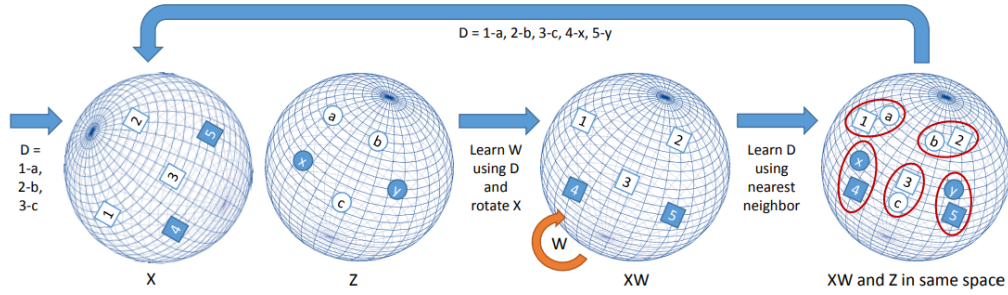 D = 1-a, 2-b, 3-c, 4-x, 5-y
D =
1-a,
2-b,
3-c
2
5
3
1
4
X
a
b
x
y
c
Z
Learn W
using D
and
rotate X
1
2
3
4
5
W
XW
Learn D
using
nearest
neighbor
1 a
b 2
x
4
3
c
y
5
XW and Z in same space